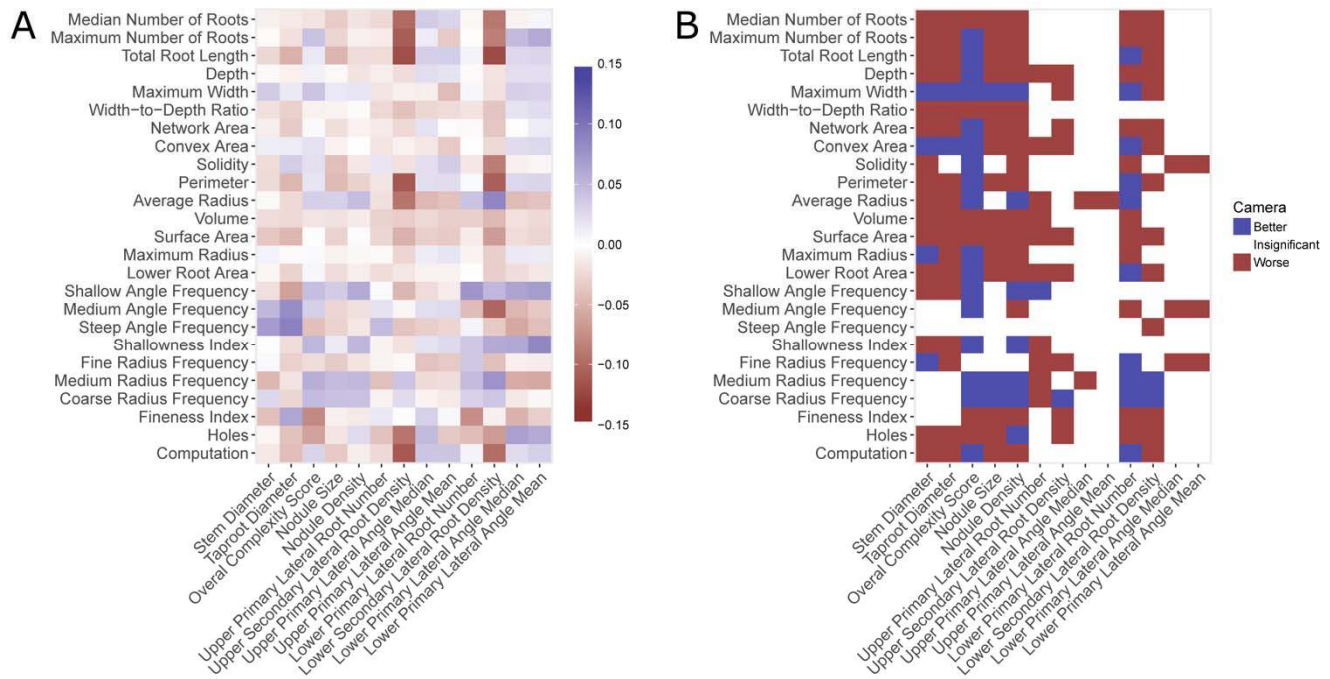 A
Median Number of Roots
Maximum Number of Roots
Total Root Length
Depth
Maximum Width
Width−to−Depth Ratio
Network Area
Convex Area
Solidity
Perimeter
Average Radius
Volume
Surface Area
Maximum Radius
Lower Root Area
Shallow Angle Frequency
Medium Angle Frequency
Steep Angle Frequency
Shallowness Index
Fine Radius Frequency
Medium Radius Frequency
Coarse Radius Frequency
Fineness Index
Holes
Computation
Stem Diameter
Taproot Diameter
Overal Complexity Score
Nodule Size
Nodule Density
Upper Primary Lateral Root Number
Upper Secondary Lateral Root Density
Upper Primary Lateral Angle Median
Upper Primary Lateral Angle Mean
Lower Primary Lateral Root Number
Lower Secondary Lateral Root Density
Lower Primary Lateral Angle Median
Lower Primary Lateral Angle Mean
0.15
0.10
0.05
0.00
−0.05
−0.10
−0.15
B
Median Number of Roots
Maximum Number of Roots
Total Root Length
Depth
Maximum Width
Width−to−Depth Ratio
Network Area
Convex Area
Solidity
Perimeter
Average Radius
Volume
Surface Area
Maximum Radius
Lower Root Area
Shallow Angle Frequency
Medium Angle Frequency
Steep Angle Frequency
Shallowness Index
Fine Radius Frequency
Medium Radius Frequency
Coarse Radius Frequency
Fineness Index
Holes
Computation
Stem Diameter
Taproot Diameter
Overal Complexity Score
Nodule Size
Nodule Density
Upper Primary Lateral Root Number
Upper Secondary Lateral Root Density
Upper Primary Lateral Angle Median
Upper Primary Lateral Angle Mean
Lower Primary Lateral Root Number
Lower Secondary Lateral Root Density
Lower Primary Lateral Angle Median
Lower Primary Lateral Angle Mean
Camera
Better
Insignificant
Worse